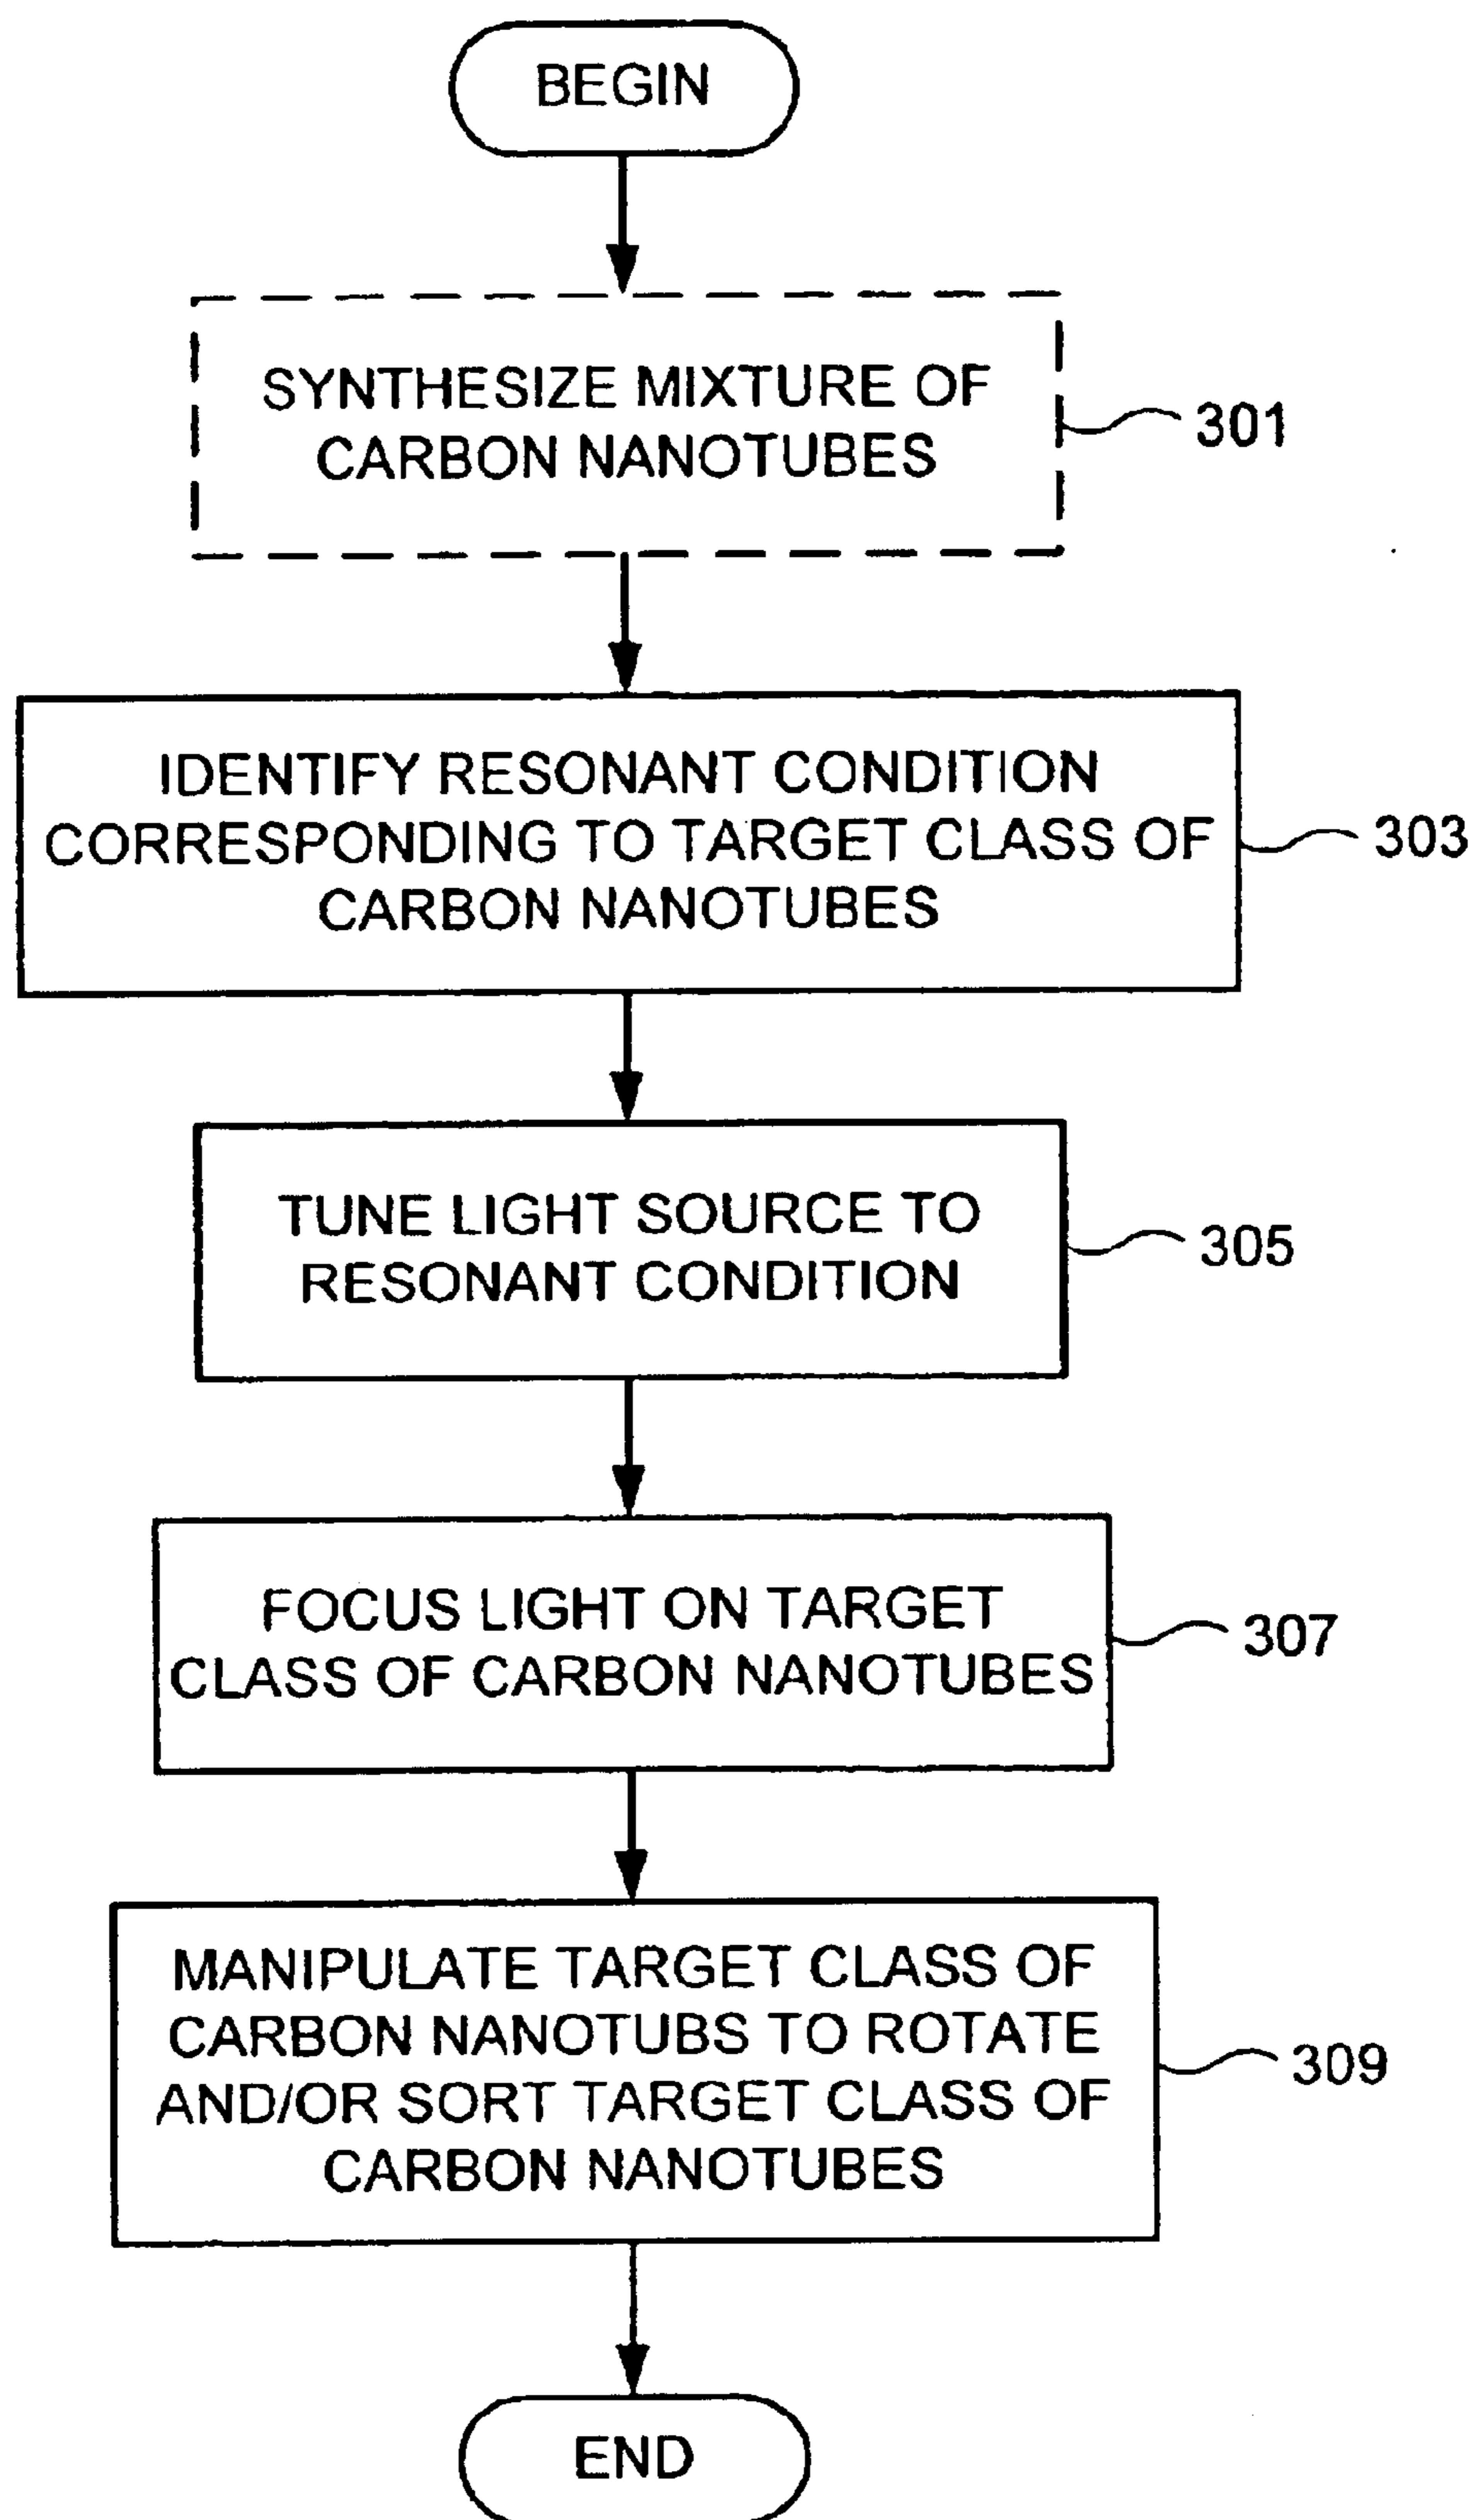 BEGIN
SYNTHESIZE MIXTURE OF
CARBON NANOTUBES
301
IDENTIFY RESONANT CONDITION
CORRESPONDING TO TARGET CLASS OF
CARBON NANOTUBES
303
TUNE LIGHT SOURCE TO
RESONANT CONDITION
305
FOCUS LIGHT ON TARGET
CLASS OF CARBON NANOTUBES
307
MANIPULATE TARGET CLASS OF
CARBON NANOTUBS TO ROTATE
AND/OR SORT TARGET CLASS OF
CARBON NANOTUBES
309
END